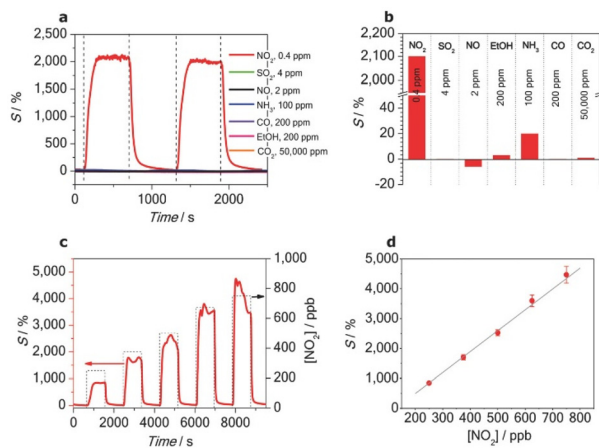 a
S / %
2,500
2,000
1,500
1,000
500
0
0 1000 2000
Time / s
NO2, 0.4 ppm
SO2, 4 ppm
NO, 2 ppm
NH3, 100 ppm
CO, 200 ppm
EtOH, 200 ppm
CO2, 50,000 ppm
b
S / %
2,100
2,000
40
20
0
-20
NO2 SO2 NO EtOH NH3 CO CO2
0.4 ppm
4 ppm
2 ppm
200 ppm
100 ppm
200 ppm
50,000 ppm
c
S / %
5,000
4,000
3,000
2,000
1,000
0
0 2000 4000 6000 8000
Time / s
1,000
800
600
400
200
0
[NO2] / ppb
d
S / %
5,000
4,000
3,000
2,000
1,000
0
200 300 400 500 600 700 800
[NO2] / ppb